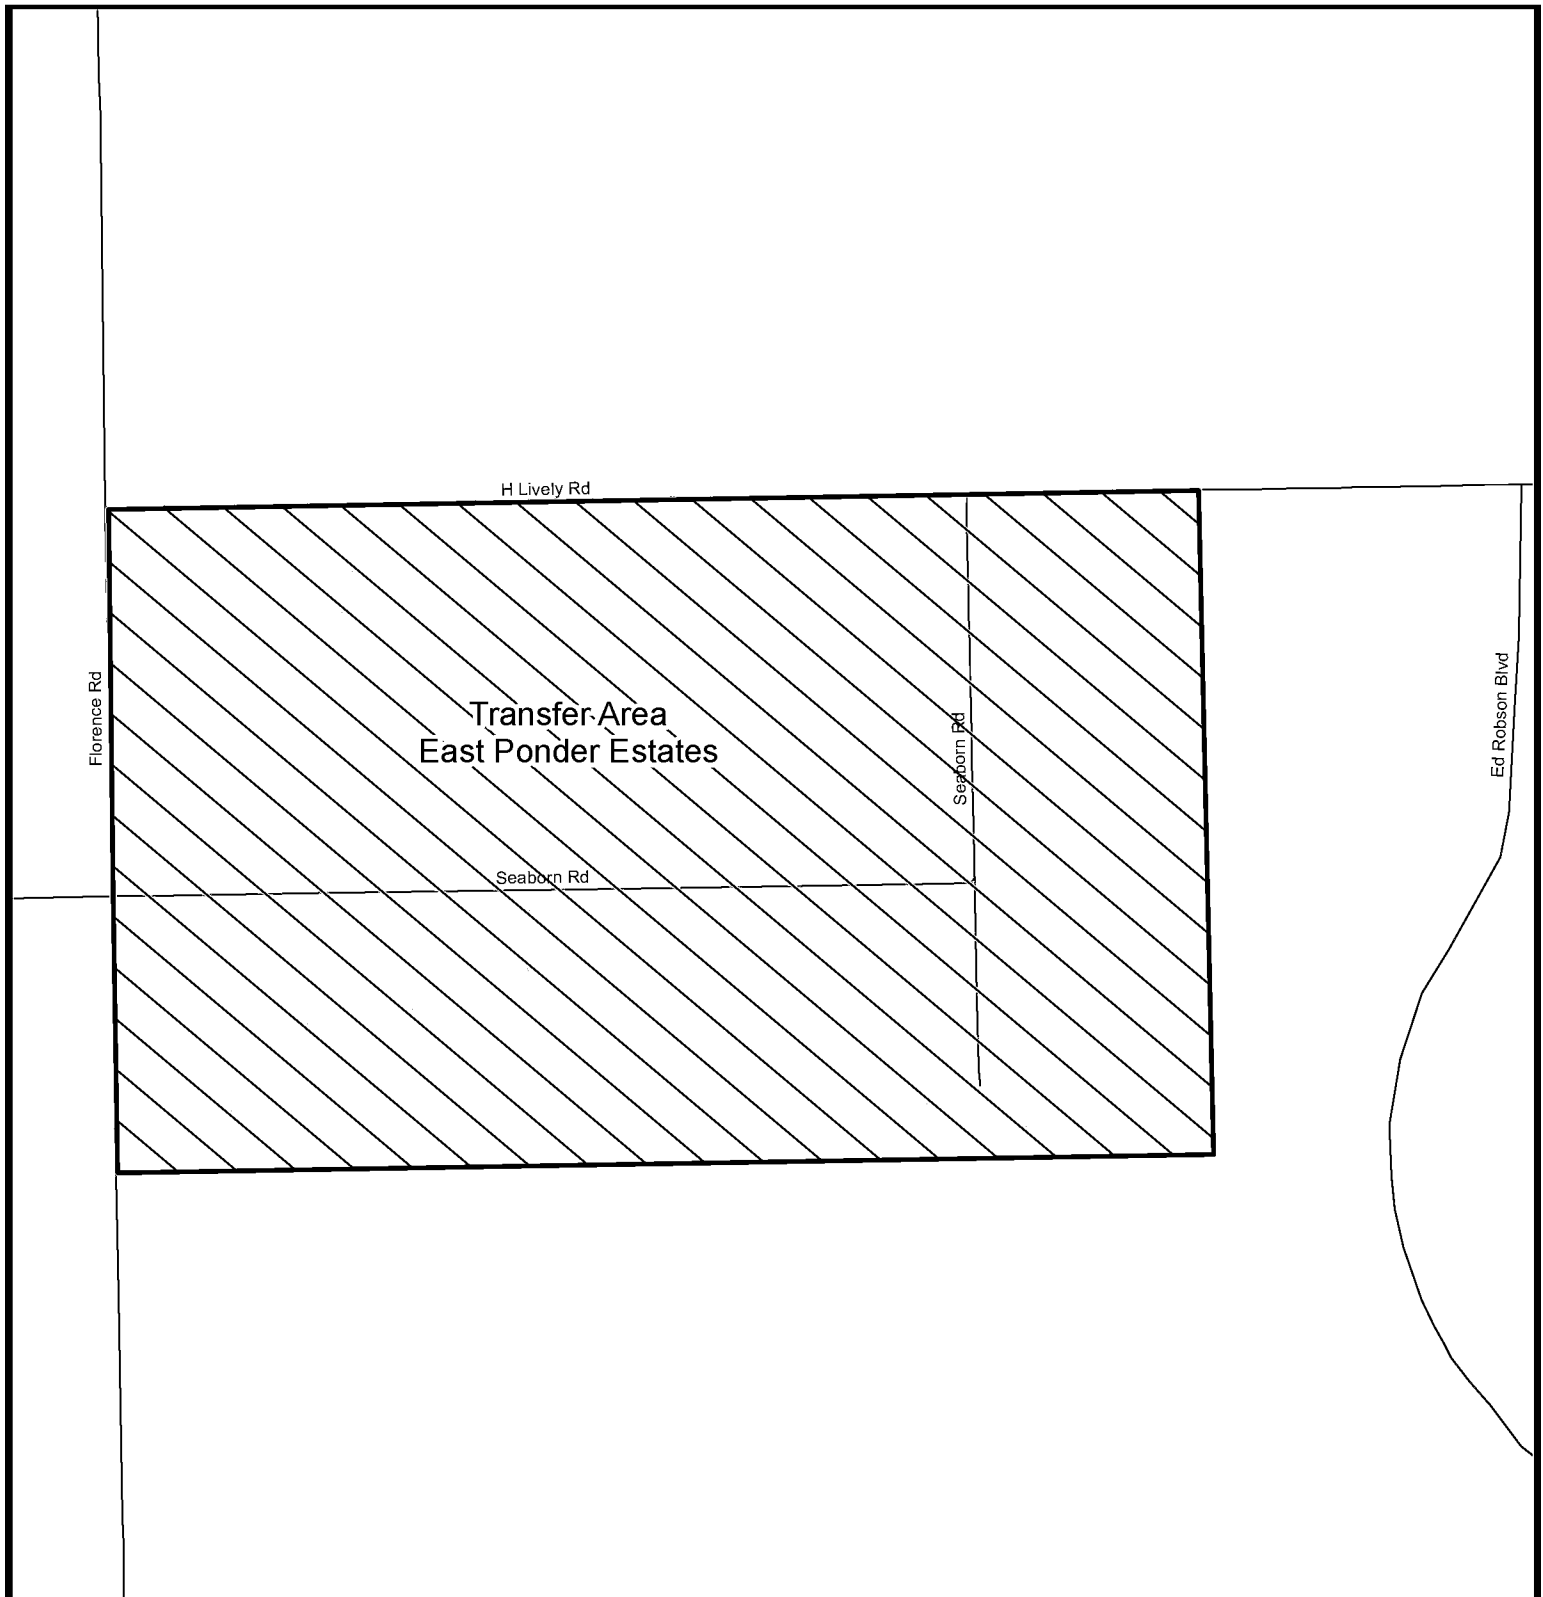 H Lively Rd
Florence Rd
Transfer Area
East Ponder Estates
Seaborn Rd
Ed Robson Blvd
Seaborn Rd